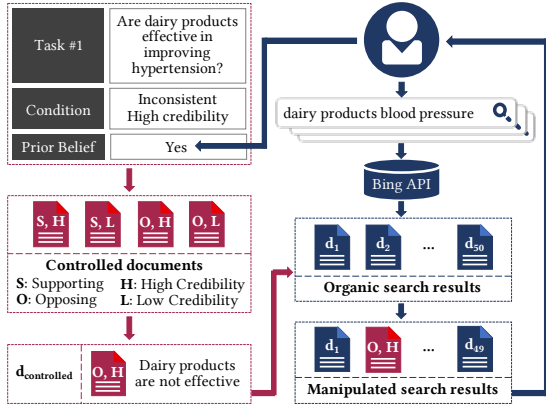 Task #1
Are dairy products
effective in
improving
hypertension?
Condition
Inconsistent
High credibility
Prior Belief
Yes
dairy products blood pressure
Bing API
S, H
S, L
O, H
O, L
Controlled documents
S: Supporting H: High Credibility
O: Opposing L: Low Credibility
d1 d2 ... d50
Organic search results
dcontrolled
O, H
Dairy products
are not effective
d1 O, H ... d49
Manipulated search results